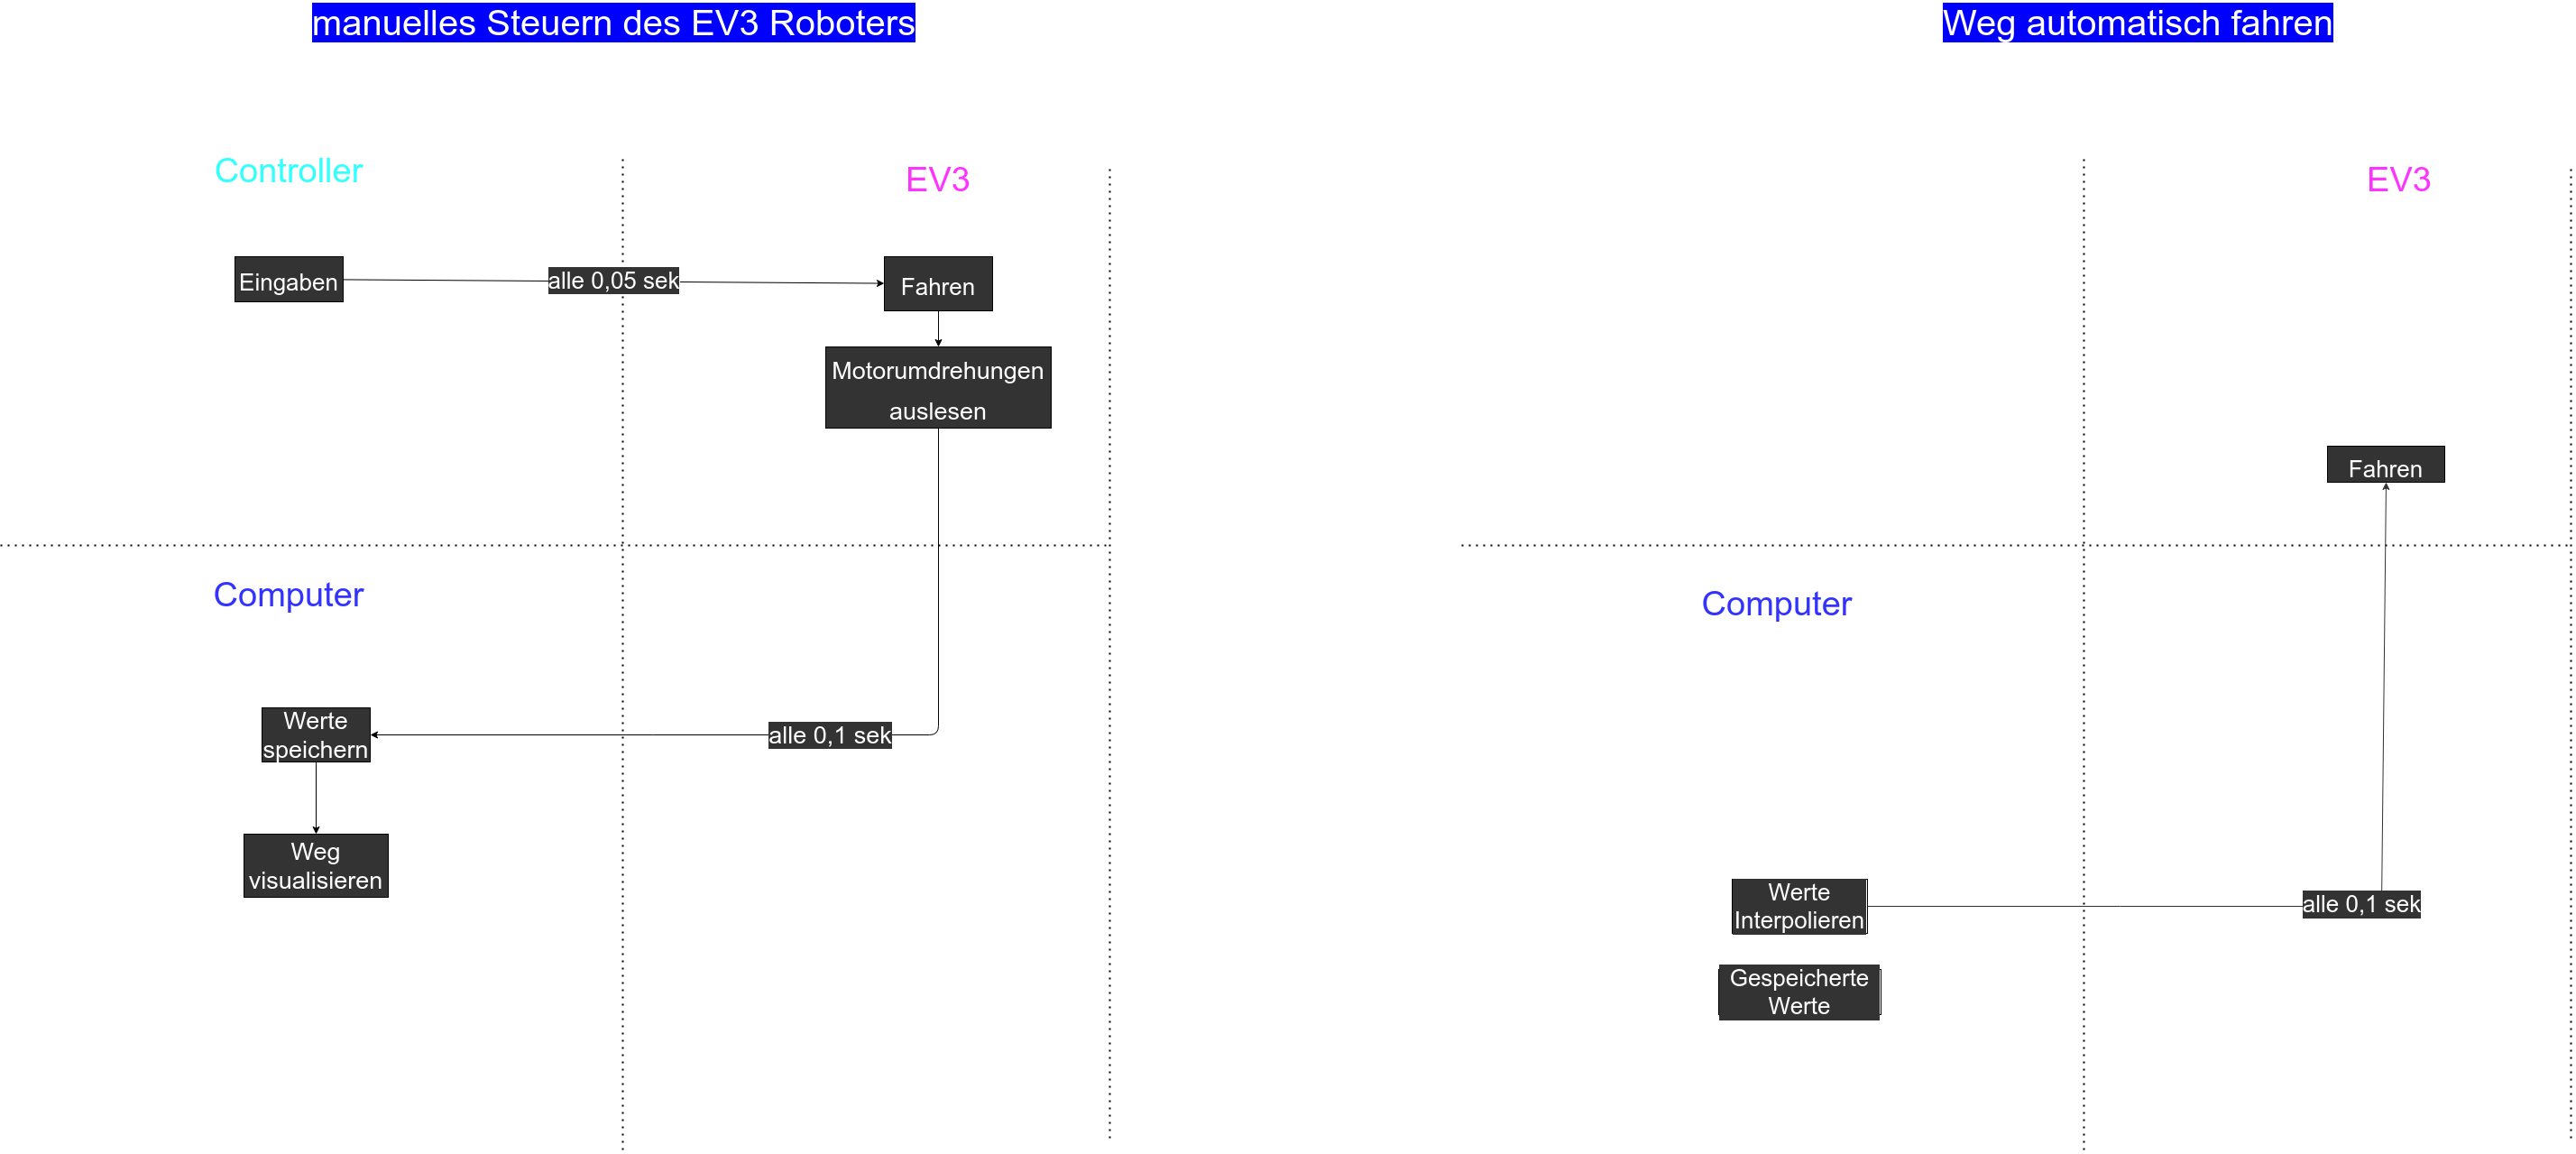 manuelles Steuern des EV3 Roboters
Controller
EV3
Eingaben
alle 0,05 sek
Fahren
Motorumdrehungen
auslesen
Computer
alle 0,1 sek
Werte
speichern
Weg
visualisieren
Weg automatisch fahren
EV3
Fahren
Computer
Werte
Interpolieren
alle 0,1 sek
Gespeicherte
Werte